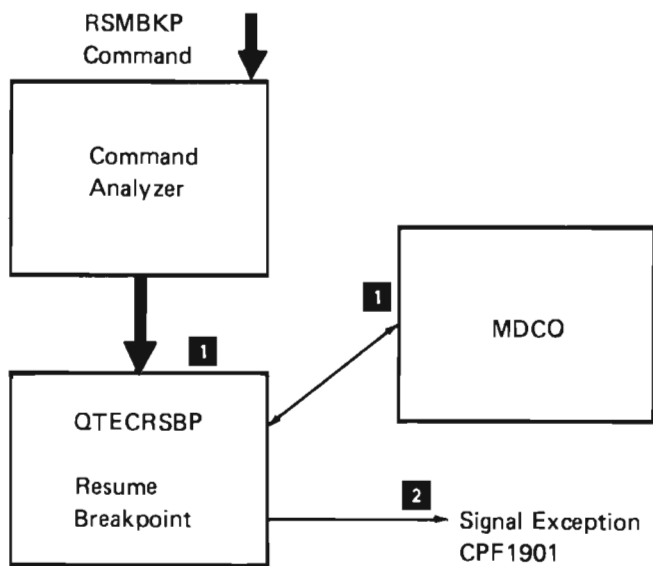 RSMBKP
Command
Command
Analyzer
1
1
MDCO
QTECRSBP
Resume
Breakpoint
2
Signal Exception
CPF1901